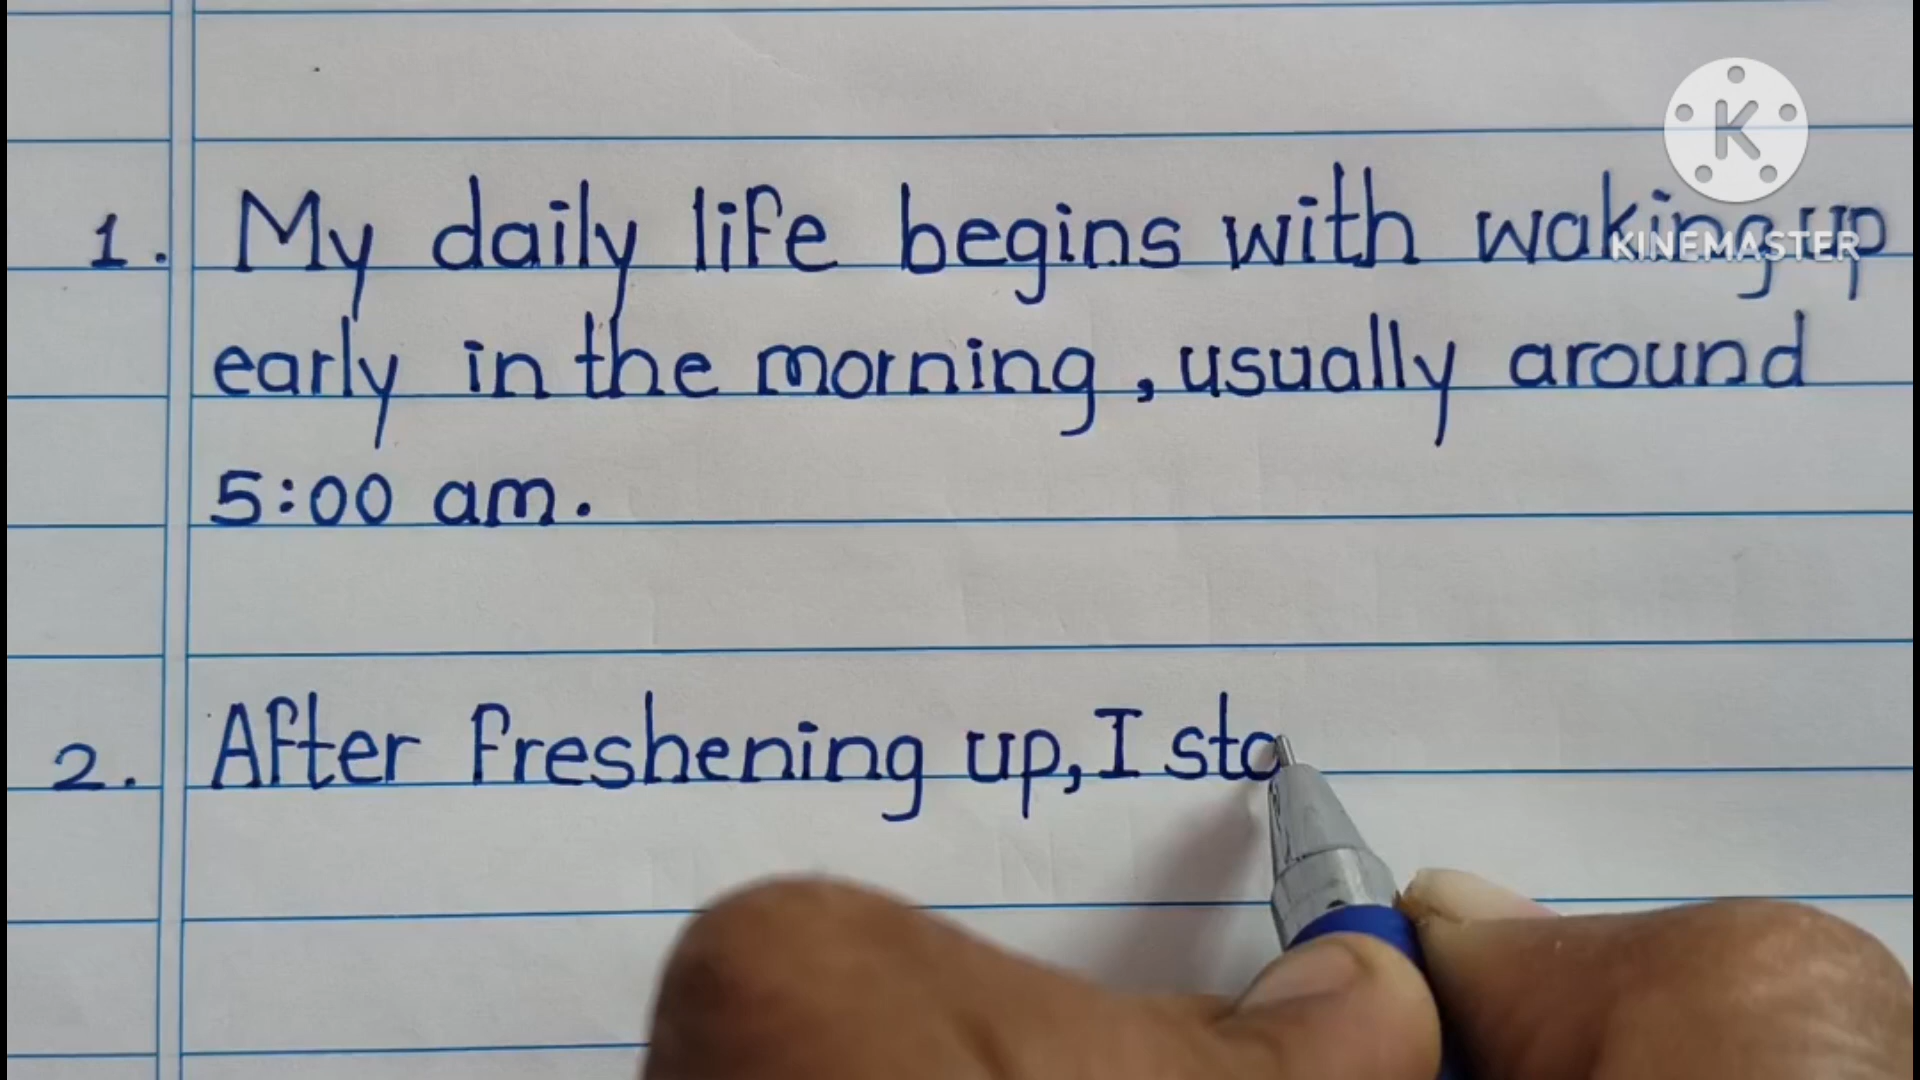 K
KINEMASTER
1. My daily life begins with waking up
early in the morning, usually around
5:00 am.
2. After freshening up, I sta